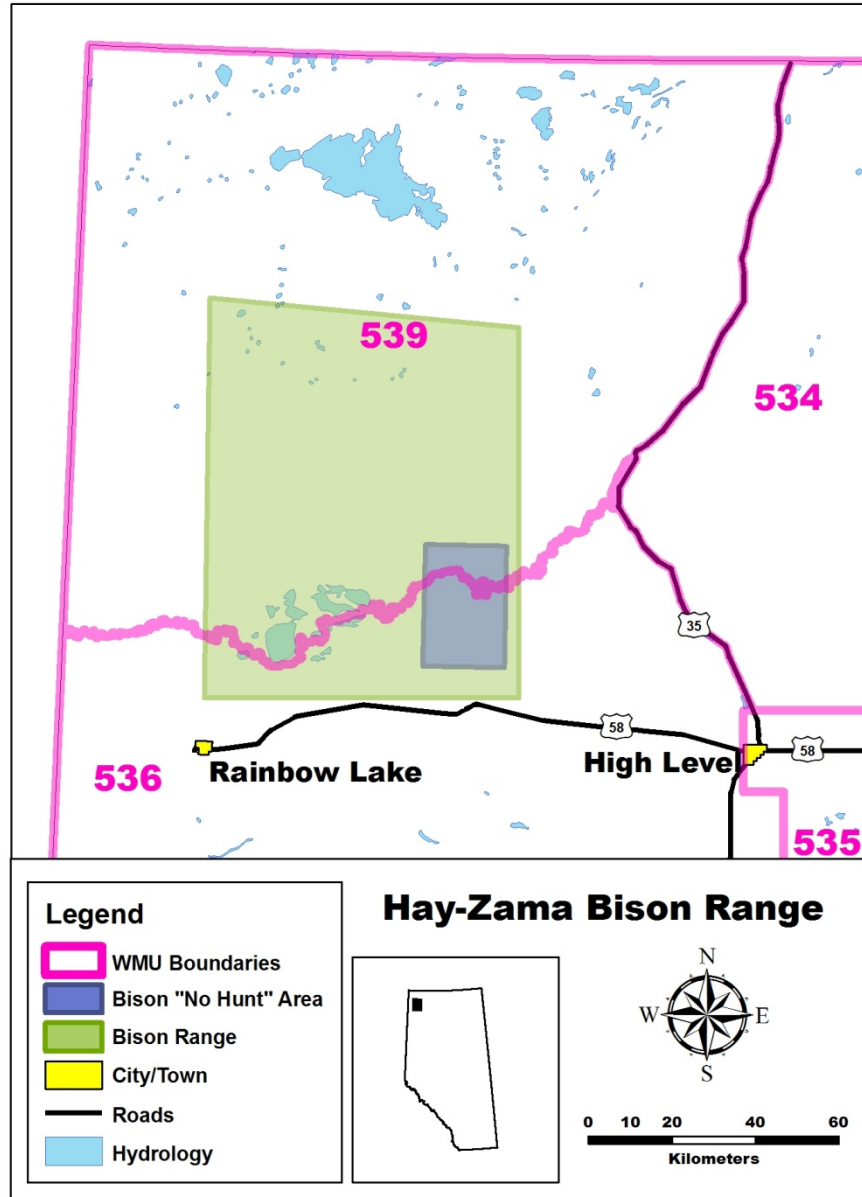 539
534
35
58
58
Rainbow Lake
High Level
536
535
Legend
WMU Boundaries
Bison "No Hunt" Area
Bison Range
City/Town
Roads
Hydrology
Hay-Zama Bison Range
N
W E
S
0 10 20 40 60
Kilometers